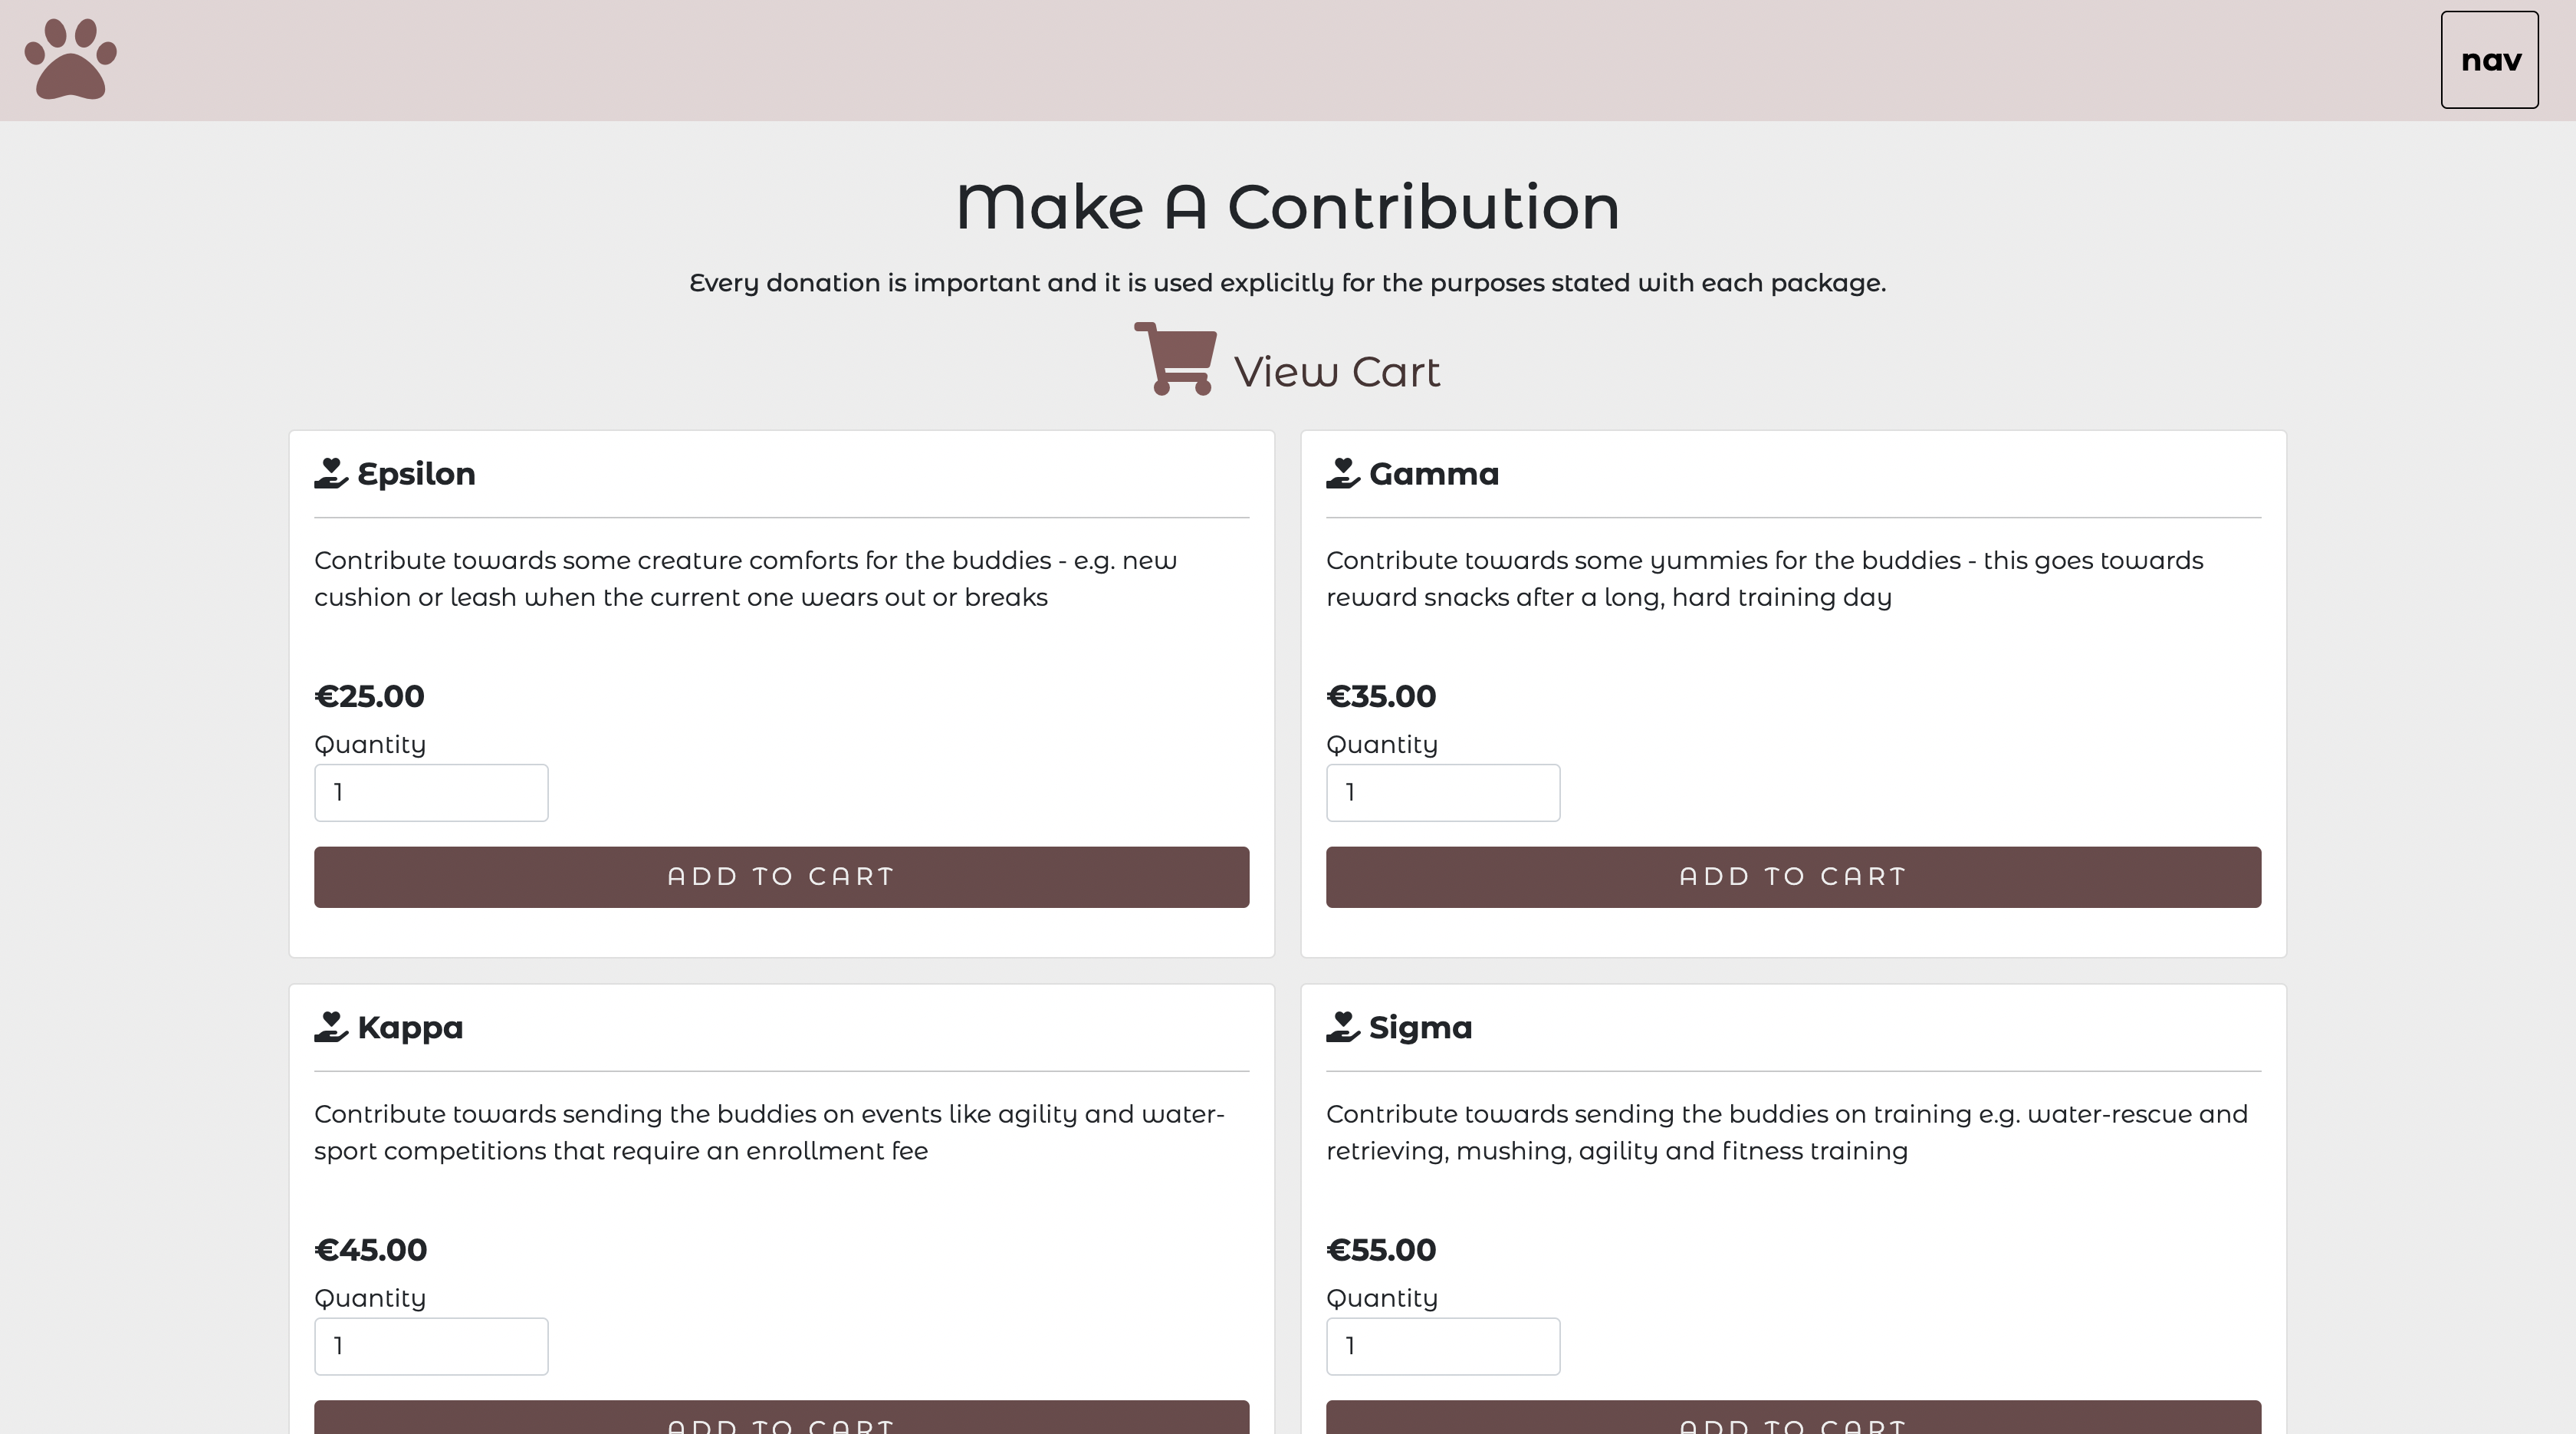 nav
Make A Contribution
Every donation is important and it is used explicitly for the purposes stated with each package.
View Cart
Epsilon
Contribute towards some creature comforts for the buddies - e.g. new
cushion or leash when the current one wears out or breaks
€25.00
Quantity
1
ADD TO CART
Gamma
Contribute towards some yummies for the buddies - this goes towards
reward snacks after a long, hard training day
€35.00
Quantity
1
ADD TO CART
Kappa
Contribute towards sending the buddies on events like agility and water-
sport competitions that require an enrollment fee
€45.00
Quantity
1
ADD TO CART
Sigma
Contribute towards sending the buddies on training e.g. water-rescue and
retrieving, mushing, agility and fitness training
€55.00
Quantity
1
ADD TO CART